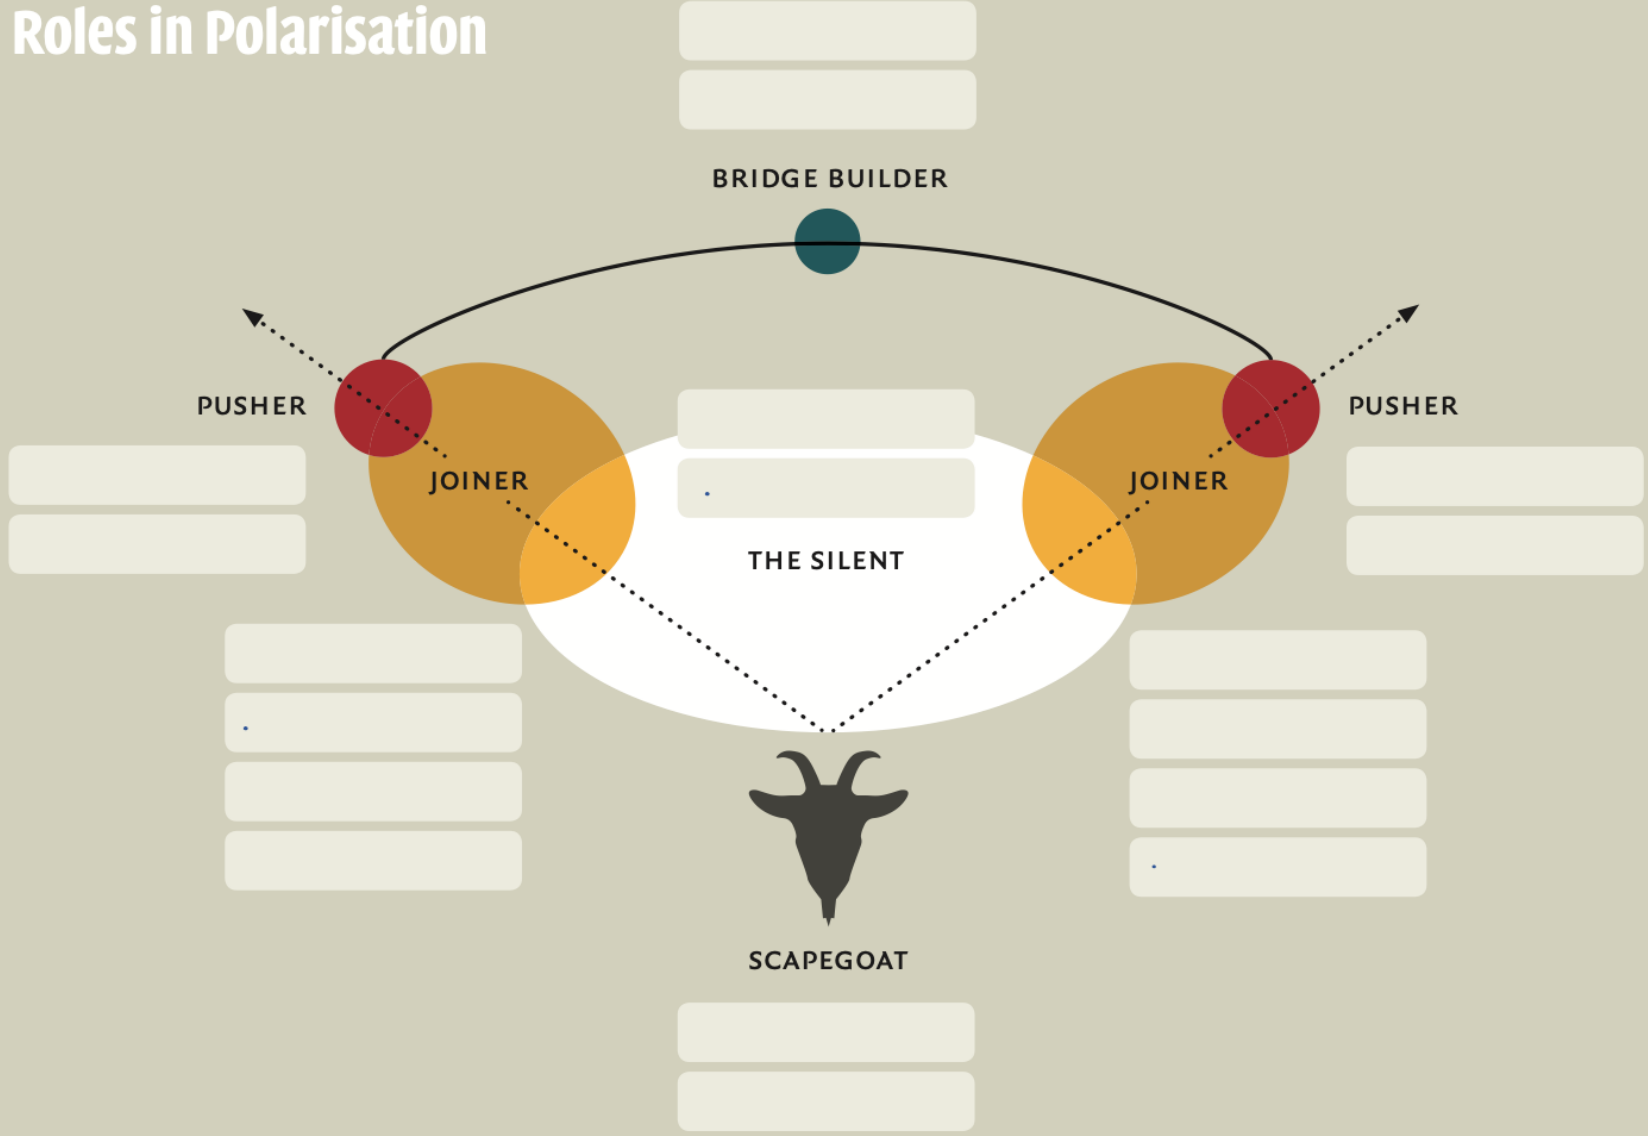 Roles in Polarisation
BRIDGE BUILDER
PUSHER
PUSHER
JOINER
JOINER
THE SILENT
SCAPEGOAT